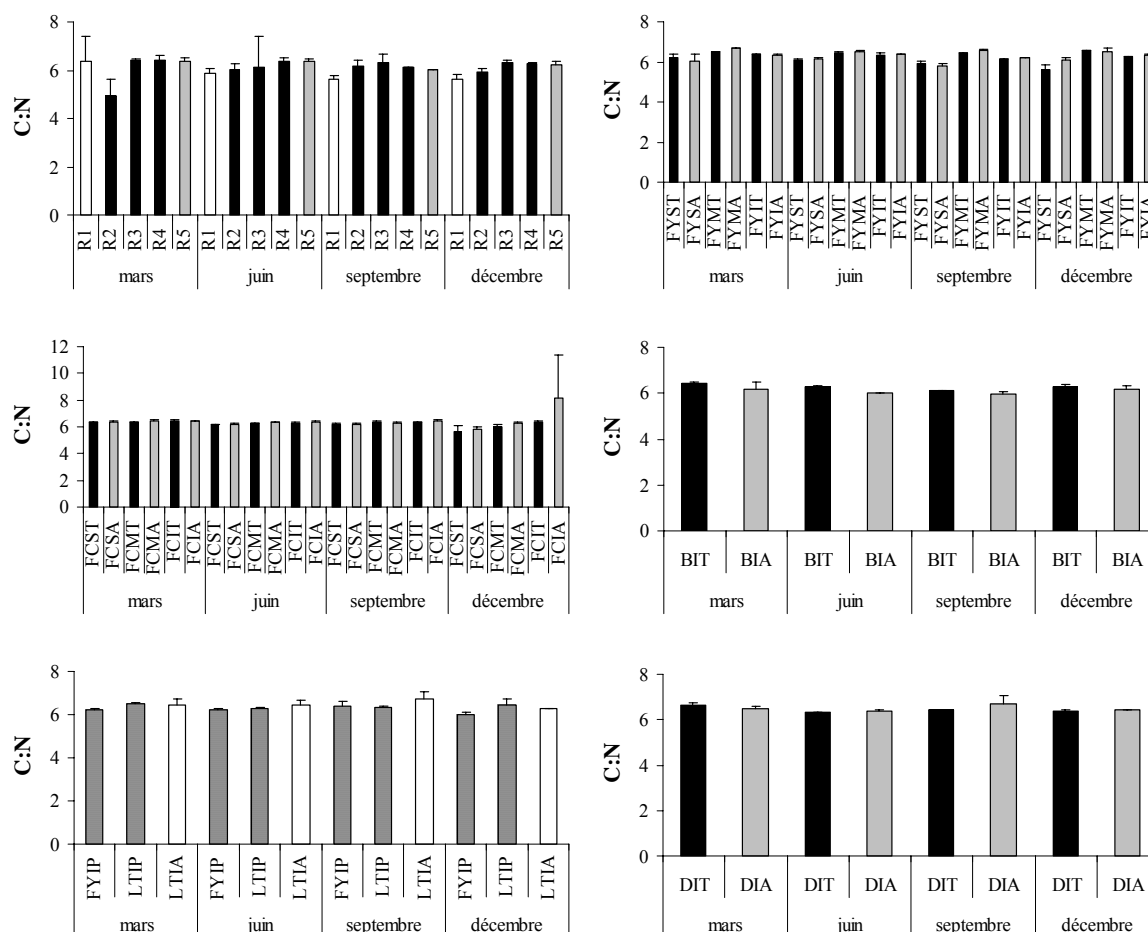 8
6
4
2
0
C:N
R1 R2 R3 R4 R5 R1 R2 R3 R4 R5 R1 R2 R3 R4 R5 R1 R2 R3 R4 R5
mars juin septembre décembre
8
6
4
2
0
C:N
FYST FYSA FYMT FYMA FYIT FYIA FYST FYSA FYMT FYMA FYIT FYIA FYST FYSA FYMT FYMA FYIT FYIA FYST FYSA FYMT FYMA FYIT FYIA
mars juin septembre décembre
12
10
8
6
4
2
0
C:N
FCST FCSA FCMT FCMA FCIT FCIA FCST FCSA FCMT FCMA FCIT FCIA FCST FCSA FCMT FCMA FCIT FCIA FCST FCSA FCMT FCMA FCIT FCIA
mars juin septembre décembre
8
6
4
2
0
C:N
BIT BIA BIT BIA BIT BIA BIT BIA
mars juin septembre décembre
8
6
4
2
0
C:N
FYIP LTIP LTIA FYIP LTIP LTIA FYIP LTIP LTIA FYIP LTIP LTIA
mars juin septembre décembre
8
6
4
2
0
C:N
DIT DIA DIT DIA DIT DIA DIT DIA
mars juin septembre décembre